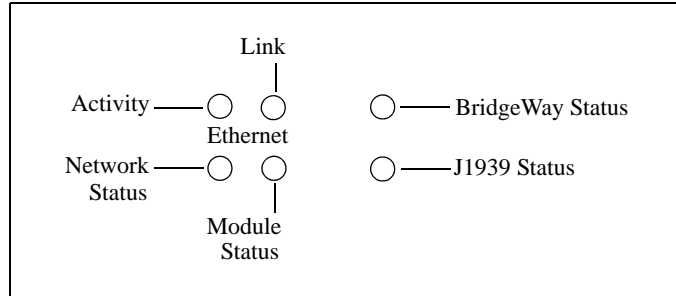 Link
Activity
BridgeWay Status
Ethernet
Network
Status
J1939 Status
Module
Status